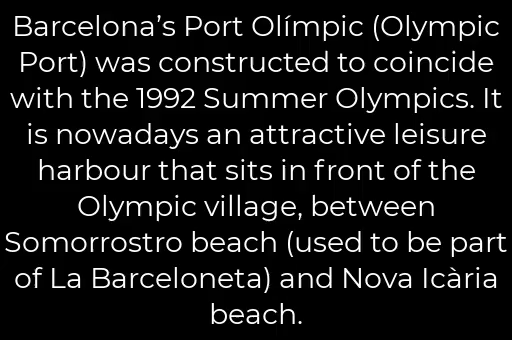 Barcelona’s Port Olímpic (Olympic
Port) was constructed to coincide
with the 1992 Summer Olympics. It
is nowadays an attractive leisure
harbour that sits in front of the
Olympic village, between
Somorrostro beach (used to be part
of La Barceloneta) and Nova Icària
beach.